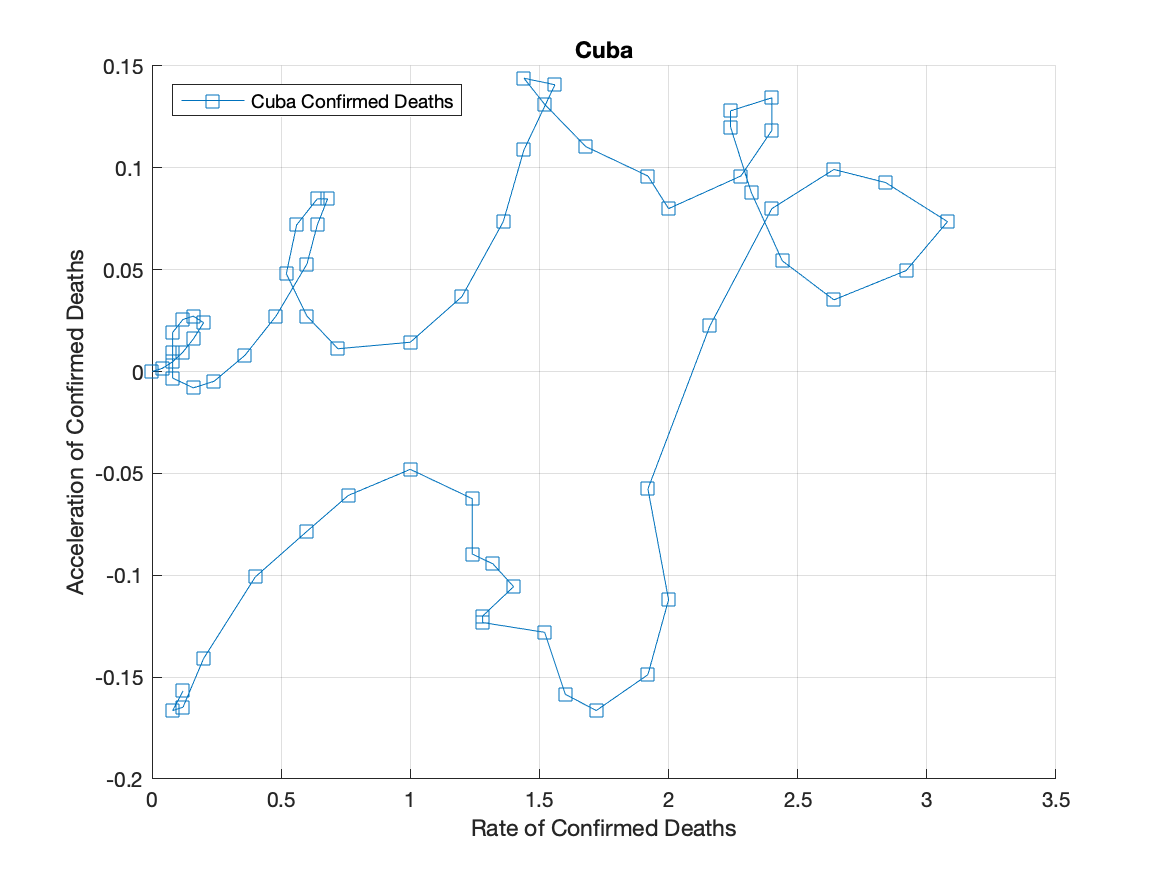 Cuba
Cuba Confirmed Deaths
0.15
0.1
0.05
0
-0.05
-0.1
-0.15
-0.2
Acceleration of Confirmed Deaths
0 0.5 1 1.5 2 2.5 3 3.5
Rate of Confirmed Deaths